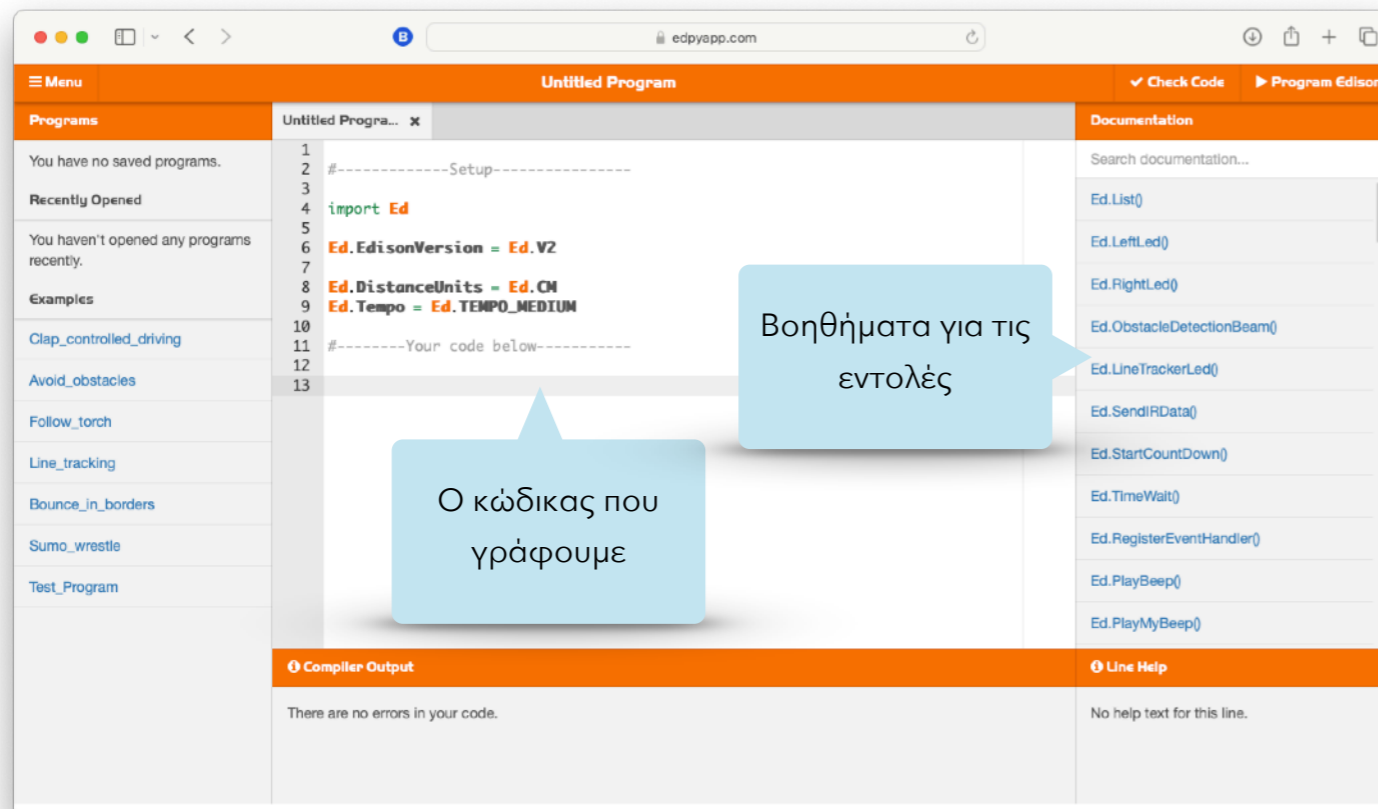 B
edpyapp.com
Menu
Untitled Program
Check Code
Program Edison
Programs
You have no saved programs.
Recently Opened
You haven't opened any programs
recently.
Examples
Clap_controlled_driving
Avoid_obstacles
Follow_torch
Line_tracking
Bounce_in_borders
Sumo_wrestle
Test_Program
Untitled Progra... ×
1
2 #-------------Setup----------------
3
4 import Ed
5
6 Ed.EdisonVersion = Ed.V2
7
8 Ed.DistanceUnits = Ed.CM
9 Ed.Tempo = Ed.TEMPO_MEDIUM
10
11 #--------Your code below-----------
12
13
Ο κώδικας που
γράφουμε
Βοηθήματα για τις
εντολές
Documentation
Search documentation...
Ed.List()
Ed.LeftLed()
Ed.RightLed()
Ed.ObstacleDetectionBeam()
Ed.LineTrackerLed()
Ed.SendIRData()
Ed.StartCountDown()
Ed.TimeWait()
Ed.RegisterEventHandler()
Ed.PlayBeep()
Ed.PlayMyBeep()
Compiler Output
There are no errors in your code.
Line Help
No help text for this line.